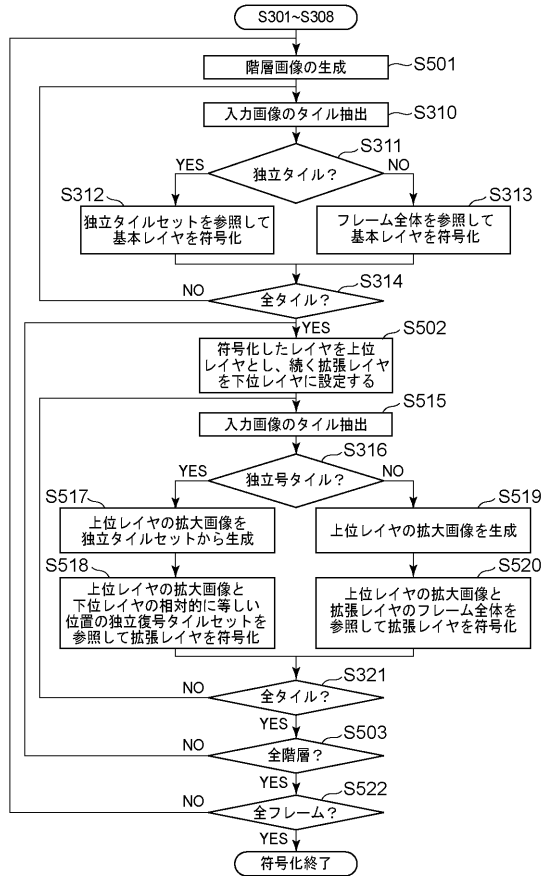 S301~S308
階層画像の生成
S501
入力画像のタイル抽出
S310
S311
独立タイル?
YES
NO
S312
独立タイルセットを参照して
基本レイヤを符号化
S313
フレーム全体を参照して
基本レイヤを符号化
S314
全タイル?
NO
YES
S502
符号化したレイヤを上位
レイヤとし、続く拡張レイヤ
を下位レイヤに設定する
S515
入力画像のタイル抽出
S316
独立号タイル?
YES
NO
S517
上位レイヤの拡大画像を
独立タイルセットから生成
S519
上位レイヤの拡大画像を生成
S518
上位レイヤの拡大画像と
下位レイヤの相対的に等しい
位置の独立復号タイルセットを
参照して拡張レイヤを符号化
S520
上位レイヤの拡大画像と
拡張レイヤのフレーム全体を
参照して拡張レイヤを符号化
S321
全タイル?
NO
YES
S503
全階層?
NO
YES
S522
全フレーム?
NO
YES
符号化終了